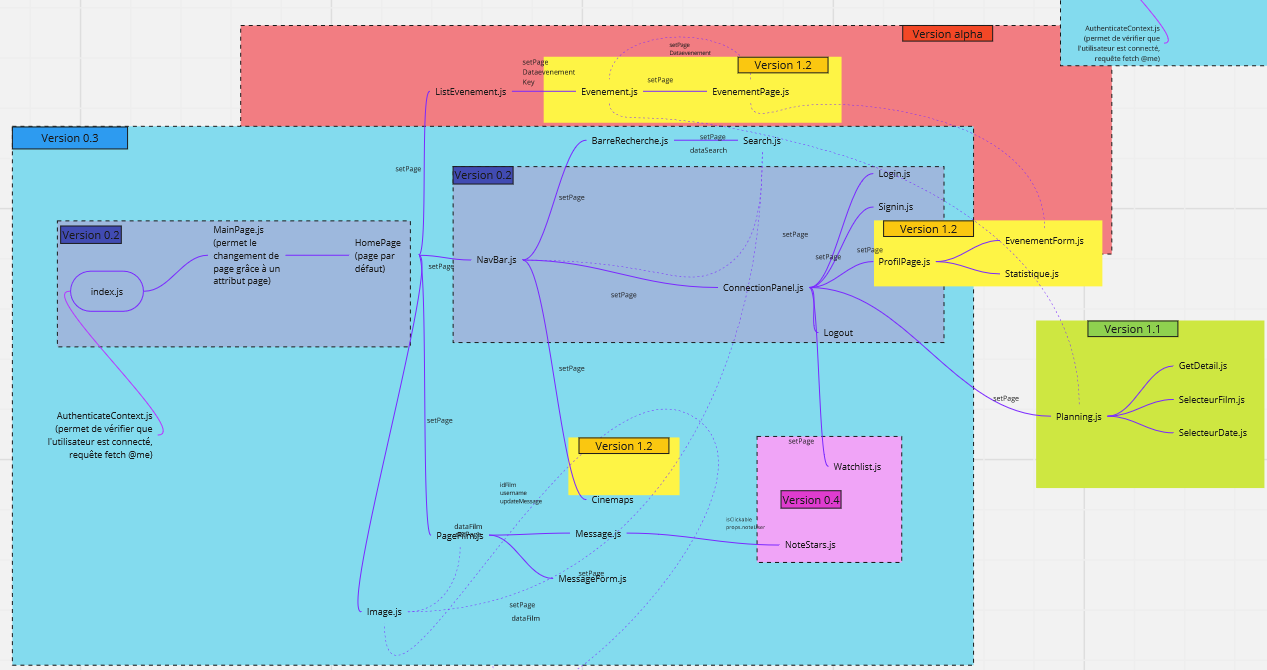 AuthenticateContext.js
(permet de vérifier que
l'utilisateur est connecté,
requête fetch @me)
Version alpha
setPage
Dataevenement
Version 1.2
setPage
Dataevenement
Key
setPage
ListEvenement.js
Evenement.js
EvenementPage.js
Version 0.3
BarreRecherche.js
setPage
dataSearch
Search.js
setPage
Version 0.2
Login.js
setPage
Signin.js
Version 0.2
MainPage.js
(permet le
changement de
page grâce à un
attribut page)
HomePage
(page par
défaut)
index.js
setPage
NavBar.js
setPage
setPage
setPage
setPage
Version 1.2
ProfilPage.js
EvenementForm.js
Statistique.js
ConnectionPanel.js
setPage
Logout
Version 1.1
GetDetail.js
SelecteurFilm.js
SelecteurDate.js
Planning.js
setPage
setPage
AuthenticateContext.js
(permet de vérifier que
l'utilisateur est connecté,
requête fetch @me)
setPage
Version 1.2
Cinemaps
setPage
Watchlist.js
Version 0.4
idFilm
username
updateMessage
isClickable
props.noteUser
dataFilm
PageFilm.js
Message.js
NoteStars.js
setPage
MessageForm.js
Image.js
setPage
dataFilm